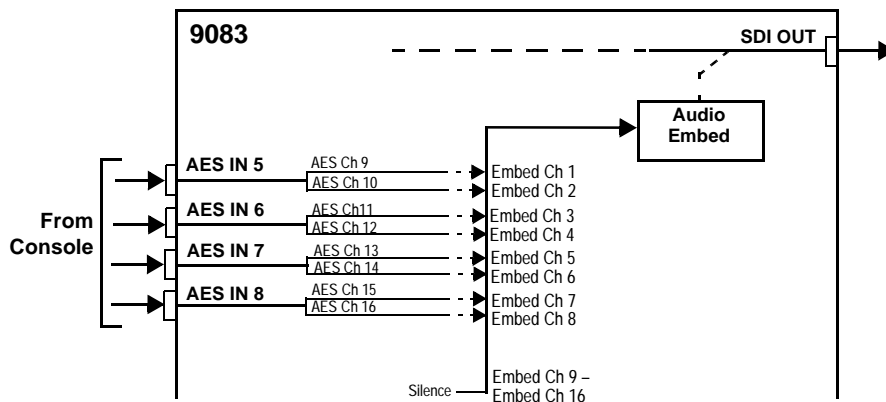 9083
SDI OUT
Audio
Embed
AES IN 5
AES Ch 9
Embed Ch 1
AES Ch 10
Embed Ch 2
AES IN 6
AES Ch11
Embed Ch 3
AES Ch 12
Embed Ch 4
From
Console
AES IN 7
AES Ch 13
Embed Ch 5
AES Ch 14
Embed Ch 6
AES IN 8
AES Ch 15
Embed Ch 7
AES Ch 16
Embed Ch 8
Silence
Embed Ch 9 –
Embed Ch 16